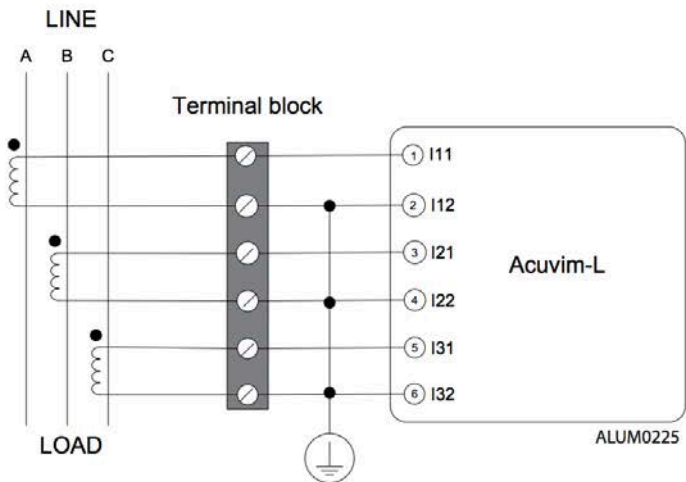 LINE
A B C
Terminal block
1 I11
2 I12
3 I21
Acuvim-L
4 I22
5 I31
6 I32
LOAD
ALUM0225